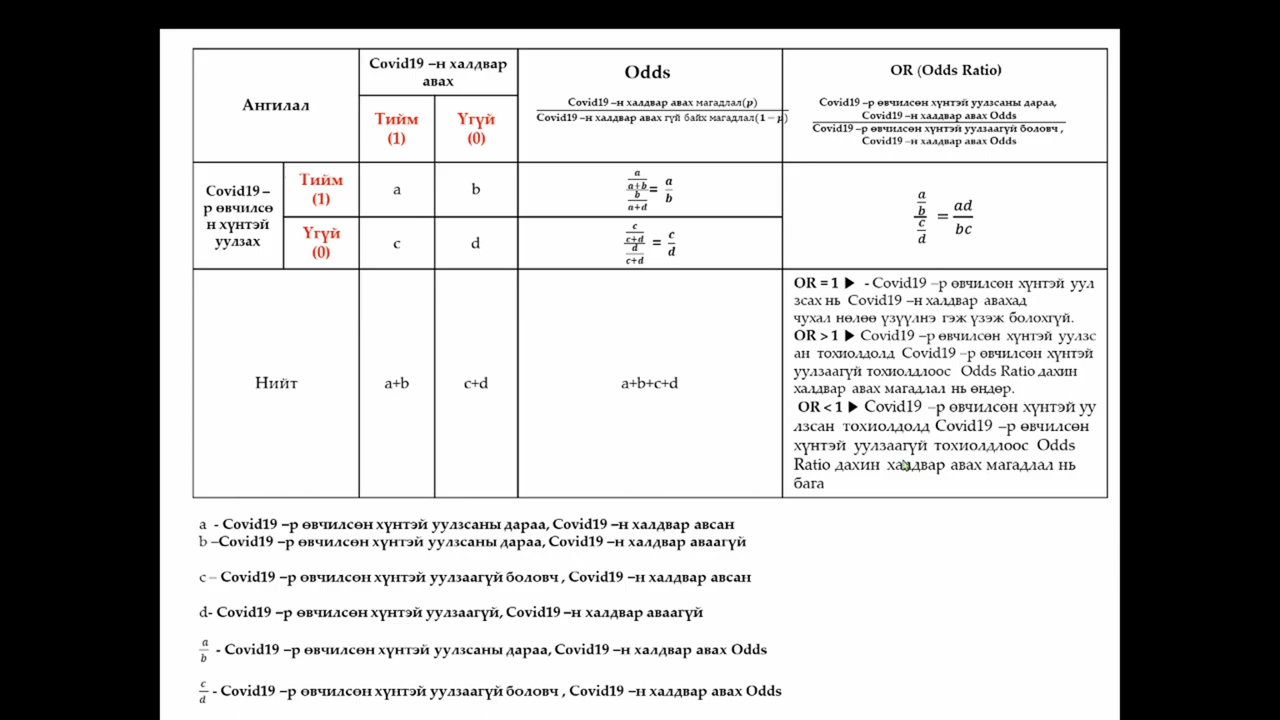 Ангилал
Covid19 –н халдвар
авах
Тийм
(1)
Үгүй
(0)
Odds
Covid19 –н халдвар авах магадлал(p)
Covid19 –н халдвар авах гүй байх магадлал(1 − p)
OR (Odds Ratio)
Covid19 –р өвчилсөн хүнтэй уулзсаны дараа,
Covid19 –н халдвар авах Odds
Covid19 –р өвчилсөн хүнтэй уулзаагүй боловч ,
Covid19 –н халдвар авах Odds
Covid19 –
р өвчилсө
н хүнтэй
уулзах
Тийм
(1)
a
b
a/(a+b) / b/(a+d) = a/b
Үгүй
(0)
c
d
c/(c+d) / d/(c+d) = c/d
a/b / c/d = ad/bc
Нийт
a+b
c+d
a+b+c+d
OR = 1 ▶ - Covid19 –р өвчилсөн хүнтэй уул
зсах нь Covid19 –н халдвар авахад
чухал нөлөө үзүүлнэ гэж үзэж болохгүй.
OR > 1 ▶ Covid19 –р өвчилсөн хүнтэй уулзс
ан тохиолдолд Covid19 –р өвчилсөн хүнтэй
уулзаагүй тохиолдлоос Odds Ratio дахин
халдвар авах магадлал нь өндөр.
OR < 1 ▶ Covid19 –р өвчилсөн хүнтэй уу
лзсан тохиолдолд Covid19 –р өвчилсөн
хүнтэй уулзаагүй тохиолдлоос Odds
Ratio дахин халдвар авах магадлал нь
бага
a - Covid19 –р өвчилсөн хүнтэй уулзсаны дараа, Covid19 –н халдвар авсан
b –Covid19 –р өвчилсөн хүнтэй уулзсаны дараа, Covid19 –н халдвар аваагүй
c – Covid19 –р өвчилсөн хүнтэй уулзаагүй боловч , Covid19 –н халдвар авсан
d- Covid19 –р өвчилсөн хүнтэй уулзаагүй, Covid19 –н халдвар аваагүй
a/b - Covid19 –р өвчилсөн хүнтэй уулзсаны дараа, Covid19 –н халдвар авах Odds
c/d - Covid19 –р өвчилсөн хүнтэй уулзаагүй боловч , Covid19 –н халдвар авах Odds